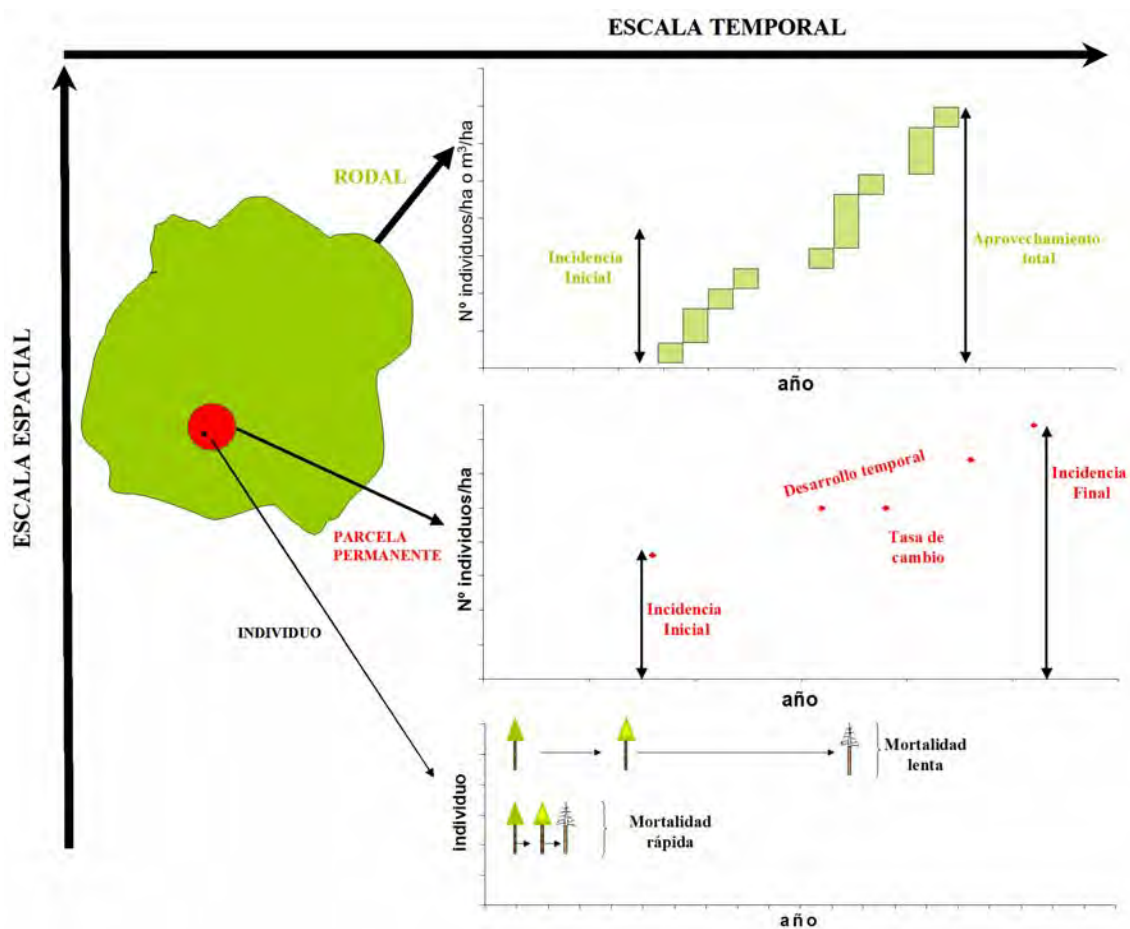 ESCALA TEMPORAL
ESCALA ESPACIAL
RODAL
Nº individuos/ha o m³/ha
Incidencia
Inicial
Aprovechamiento
total
año
PARCELA
PERMANENTE
Nº individuos/ha
Desarrollo temporal
Tasa de
cambio
Incidencia
Inicial
Incidencia
Final
año
INDIVIDUO
individuo
Mortalidad
lenta
Mortalidad
rápida
año